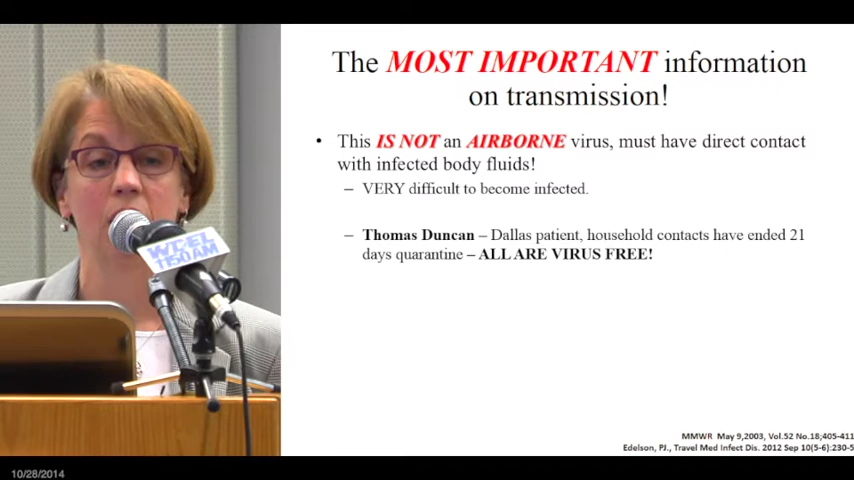 The MOST IMPORTANT information
on transmission!
• This IS NOT an AIRBORNE virus, must have direct contact
with infected body fluids!
– VERY difficult to become infected.
– Thomas Duncan – Dallas patient, household contacts have ended 21
days quarantine – ALL ARE VIRUS FREE!
MMWR May 9,2003, Vol.52 No.18;405-411
Edelson, PJ., Travel Med Infect Dis. 2012 Sep 10(5-6):230-5
1150AM
10/28/2014